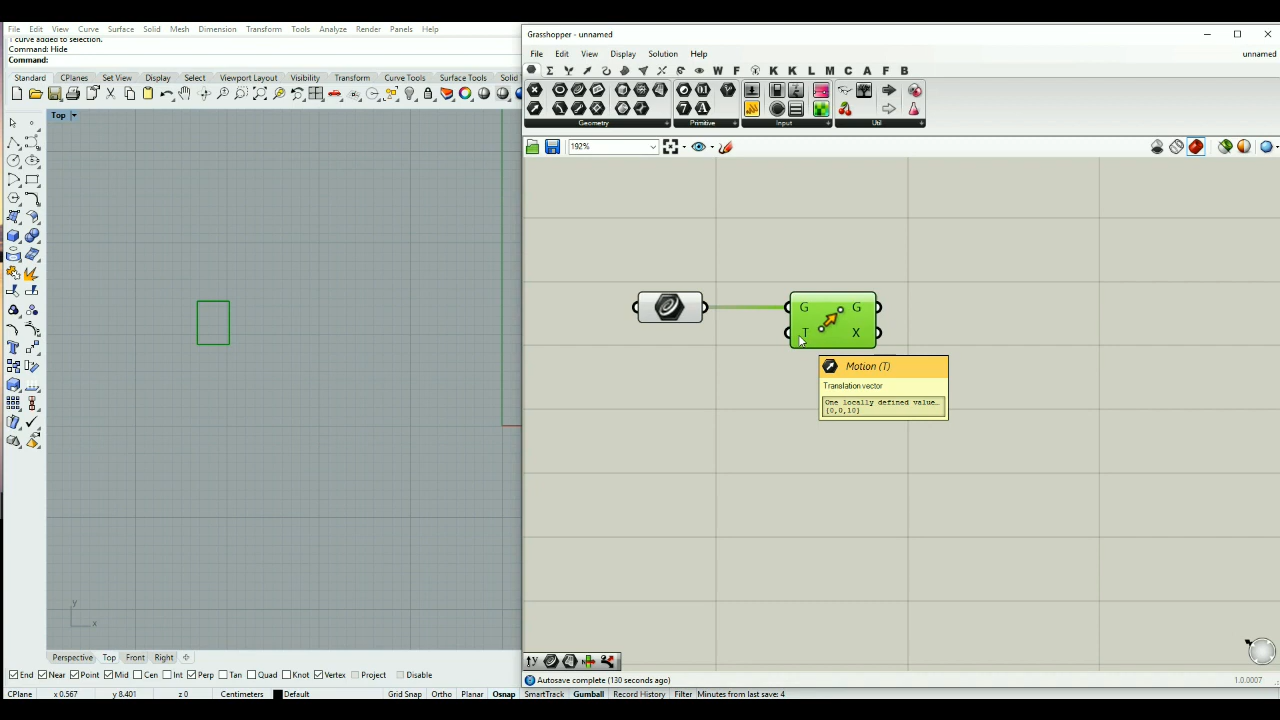 File Edit View Curve Surface Solid Mesh Dimension Transform Tools Analyze Render Panels Help
1 curve added to selection.
Command: Hide
Command:
Standard CPlanes Set View Display Select Viewport Layout Visibility Transform Curve Tools Surface Tools Solid
Top
y
x
Perspective Top Front Right
End Near Point Mid Cen Int Perp Tan Quad Knot Vertex Project Disable
CPlane x 0.567 y 8.401 z 0 Centimeters Default Grid Snap Ortho Planar Osnap SmartTrack Gumball Record History Filter Minutes from last save: 4
Grasshopper - unnamed
File Edit View Display Solution Help
unnamed
W F K K L M C A F B
Geometry Primitive Input Util
192%
G G
T X
Motion (T)
Translation vector
One locally defined value…
{0,0,10}
Autosave complete (130 seconds ago)
1.0.0007